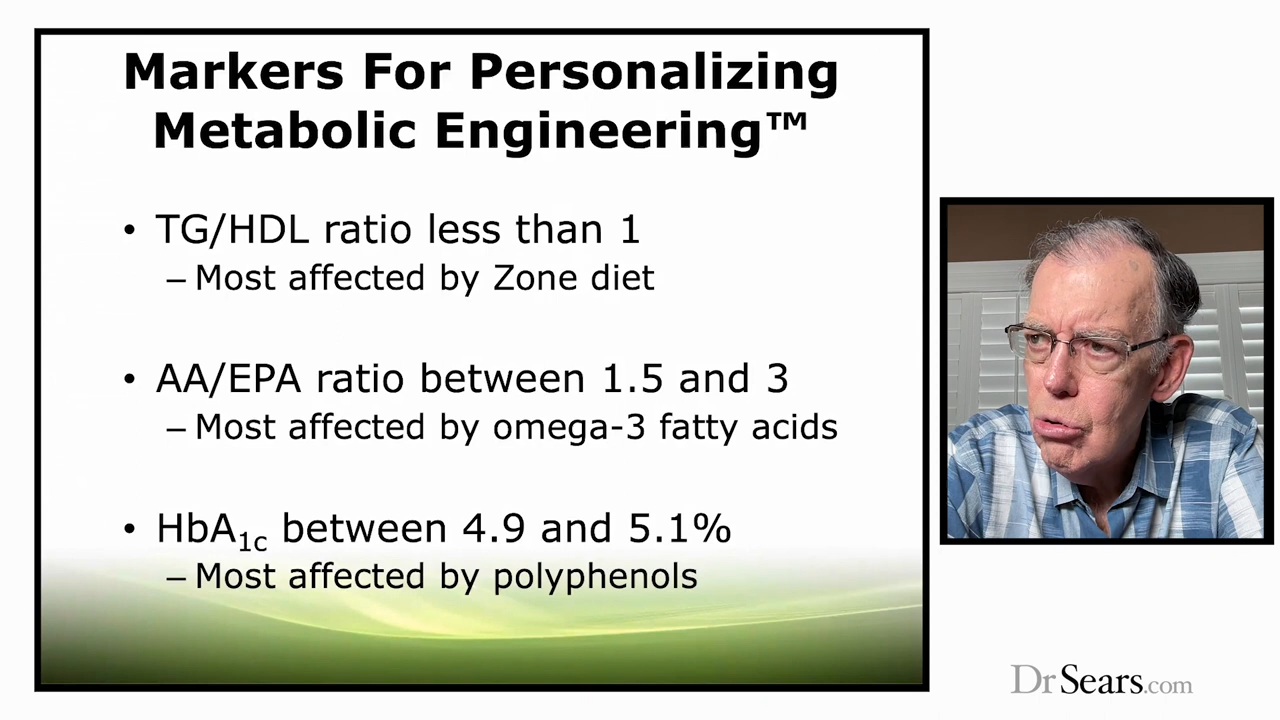 Markers For Personalizing
Metabolic Engineering™
• TG/HDL ratio less than 1
– Most affected by Zone diet
• AA/EPA ratio between 1.5 and 3
– Most affected by omega-3 fatty acids
• HbA1c between 4.9 and 5.1%
– Most affected by polyphenols
DrSears.com